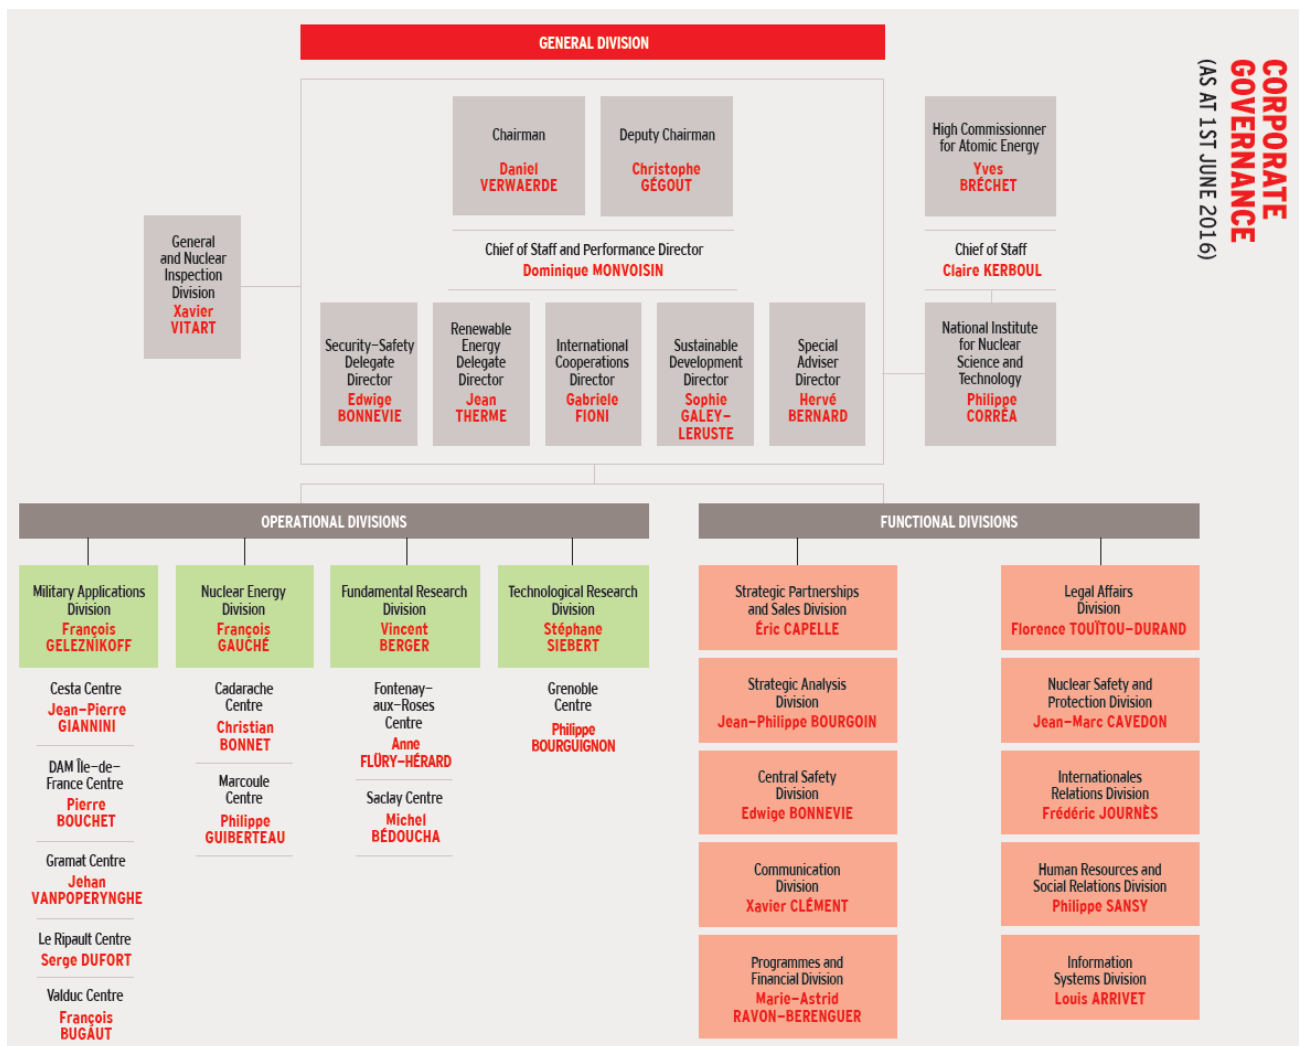 GENERAL DIVISION
CORPORATE
GOVERNANCE
(AS AT 1ST JUNE 2016)
Chairman
Daniel
VERWAERDE
Deputy Chairman
Christophe
GÉGOUT
High Commissionner
for Atomic Energy
Yves
BRÉCHET
Chief of Staff and Performance Director
Dominique MONVOISIN
Chief of Staff
Claire KERBOUL
General
and Nuclear
Inspection
Division
Xavier
VITART
Security-Safety
Delegate
Director
Edwige
BONNEVIE
Renewable
Energy
Delegate
Director
Jean
THERME
International
Cooperations
Director
Gabriele
FIONI
Sustainable
Development
Director
Sophie
GALEY-
LERUSTE
Special
Adviser
Director
Hervé
BERNARD
National Institute
for Nuclear
Science and
Technology
Philippe
CORRÉA
OPERATIONAL DIVISIONS
Military Applications
Division
François
GELEZNIKOFF
Cesta Centre
Jean-Pierre
GIANNINI
DAM Île-de-
France Centre
Pierre
BOUCHET
Gramat Centre
Jehan
VANPOPERYNGHE
Le Ripault Centre
Serge DUFORT
Valduc Centre
François
BUGAUT
Nuclear Energy
Division
François
GAUCHÉ
Cadarache
Centre
Christian
BONNET
Marcoule
Centre
Philippe
GUIBERTEAU
Fundamental Research
Division
Vincent
BERGER
Fontenay-
aux-Roses
Centre
Anne
FLÜRY-HÉRARD
Saclay Centre
Michel
BÉDOUCHA
Technological Research
Division
Stéphane
SIEBERT
Grenoble
Centre
Philippe
BOURGUIGNON
FUNCTIONAL DIVISIONS
Strategic Partnerships
and Sales Division
Éric CAPELLE
Strategic Analysis
Division
Jean-Philippe BOURGOIN
Central Safety
Division
Edwige BONNEVIE
Communication
Division
Xavier CLÉMENT
Programmes and
Financial Division
Marie-Astrid
RAVON-BERENGUER
Legal Affairs
Division
Florence TOUÏTOU-DURAND
Nuclear Safety and
Protection Division
Jean-Marc CAVEDON
Internationales
Relations Division
Frédéric JOURNÈS
Human Resources and
Social Relations Division
Philippe SANSY
Information
Systems Division
Louis ARRIVET